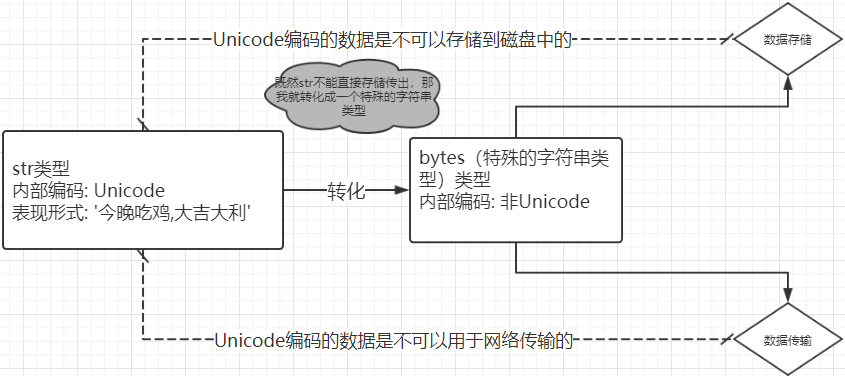 Unicode编码的数据是不可以存储到磁盘中的
数据存储
既然str不能直接存储传出，那
我就转化成一个特殊的字符串
类型
str类型
内部编码: Unicode
表现形式: '今晚吃鸡,大吉大利'
转化
bytes（特殊的字符串类
型）类型
内部编码: 非Unicode
Unicode编码的数据是不可以用于网络传输的
数据传输